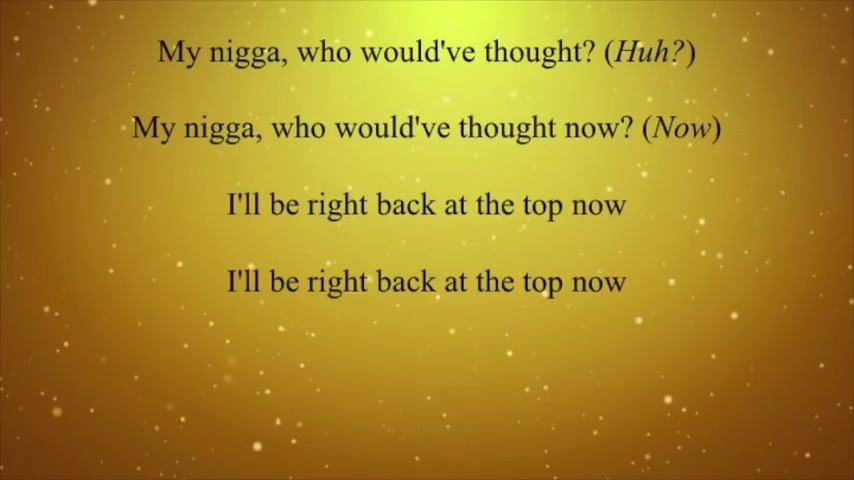 My nigga, who would've thought? (Huh?)
My nigga, who would've thought now? (Now)
I'll be right back at the top now
I'll be right back at the top now